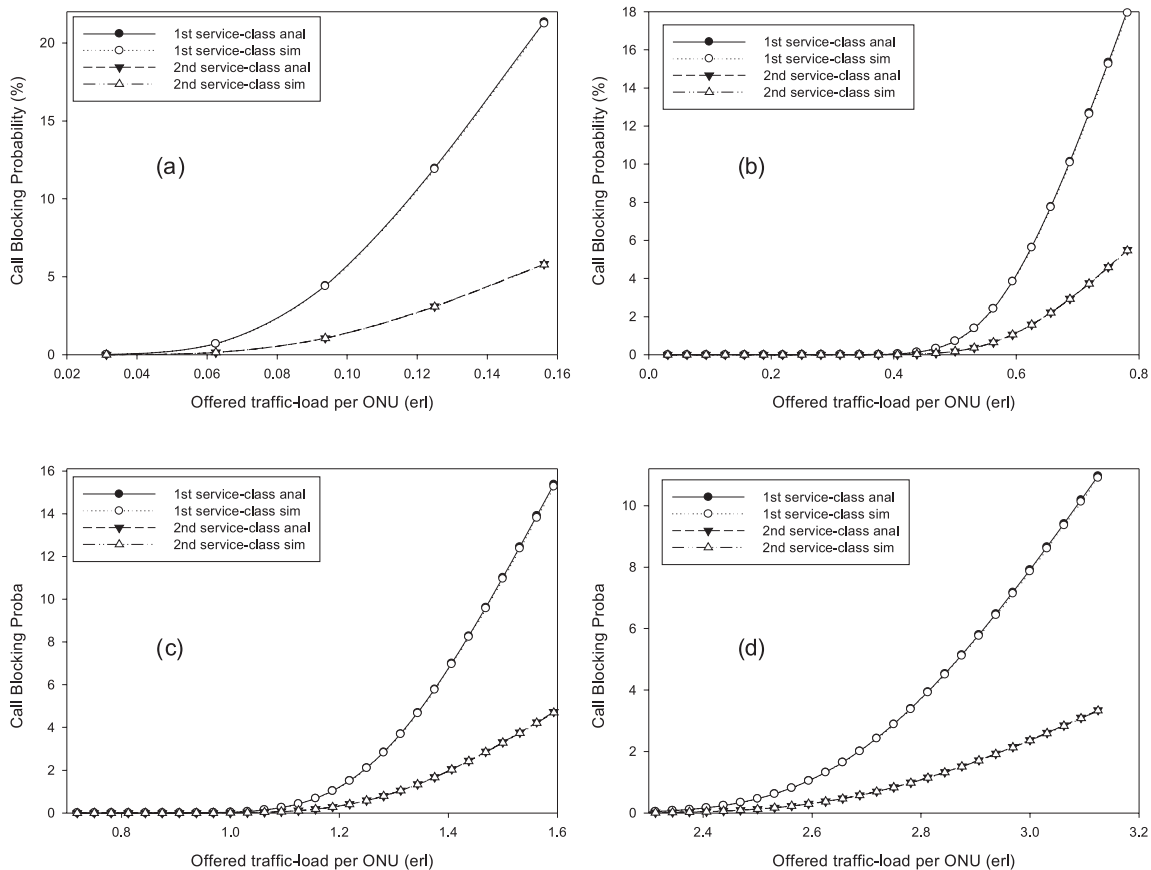 1st service-class anal
1st service-class sim
2nd service-class anal
2nd service-class sim
(a)
Call Blocking Probability (%)
20
15
10
5
0
0.02 0.04 0.06 0.08 0.10 0.12 0.14 0.16
Offered traffic-load per ONU (erl)
1st service-class anal
1st service-class sim
2nd service-class anal
2nd service-class sim
(b)
Call Blocking Probability (%)
18
16
14
12
10
8
6
4
2
0
0.0 0.2 0.4 0.6 0.8
Offered traffic-load per ONU (erl)
1st service-class anal
1st service-class sim
2nd service-class anal
2nd service-class sim
(c)
Call Blocking Proba
16
14
12
10
8
6
4
2
0
0.8 1.0 1.2 1.4 1.6
Offered traffic-load per ONU (erl)
1st service-class anal
1st service-class sim
2nd service-class anal
2nd service-class sim
(d)
Call Blocking Proba
10
8
6
4
2
0
2.4 2.6 2.8 3.0 3.2
Offered traffic-load per ONU (erl)